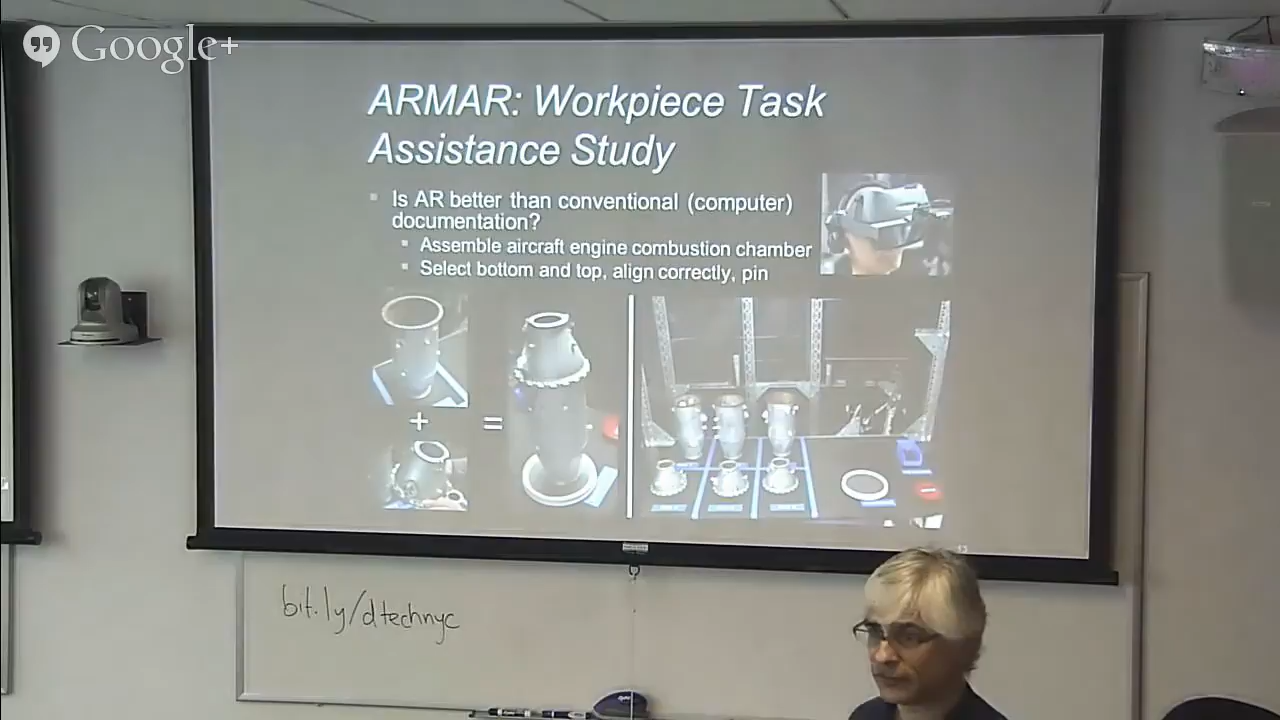 Google+
ARMAR: Workpiece Task
Assistance Study
Is AR better than conventional (computer)
documentation?
Assemble aircraft engine combustion chamber
Select bottom and top, align correctly, pin
+
=
bit.ly/dtechnyc